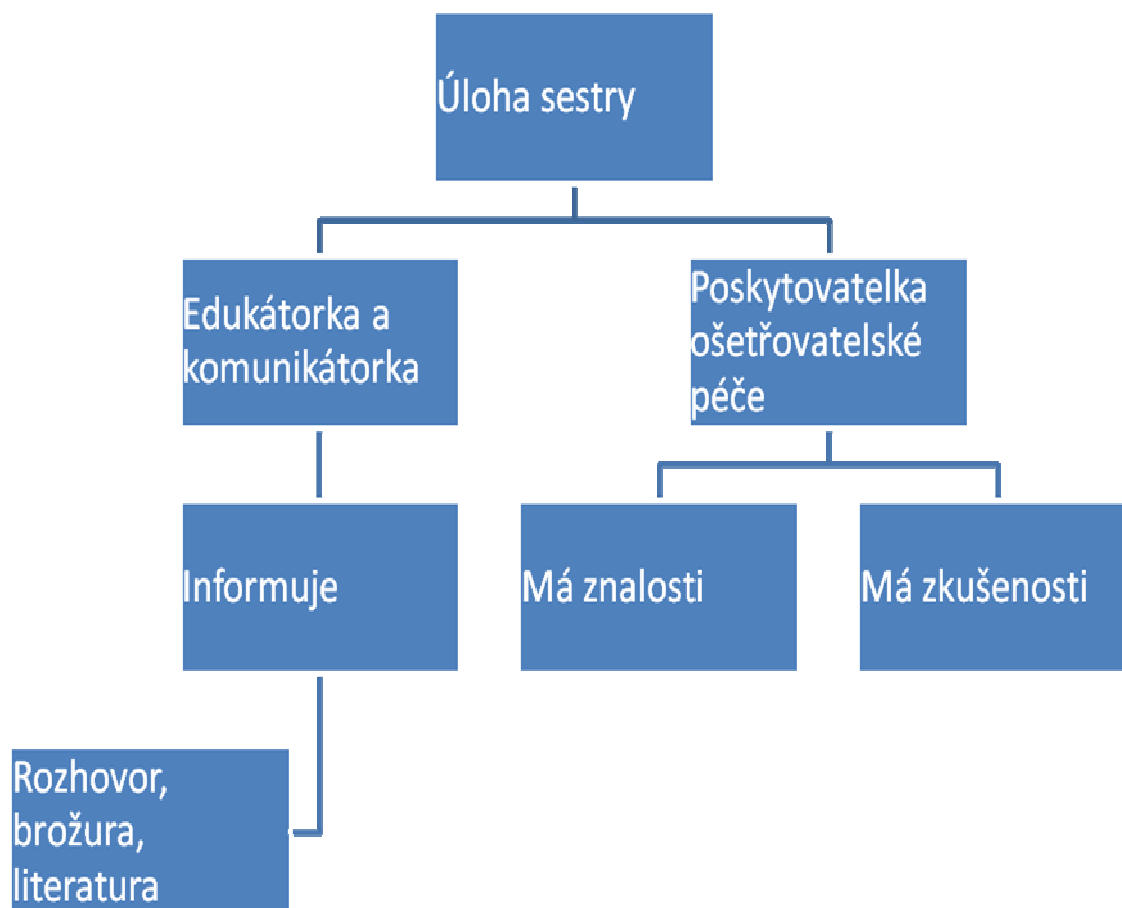 Úloha sestry
Edukátorka a
komunikátorka
Poskytovatelka
ošetřovatelské
péče
Informuje
Má znalosti
Má zkušenosti
Rozhovor,
brožura,
literatura